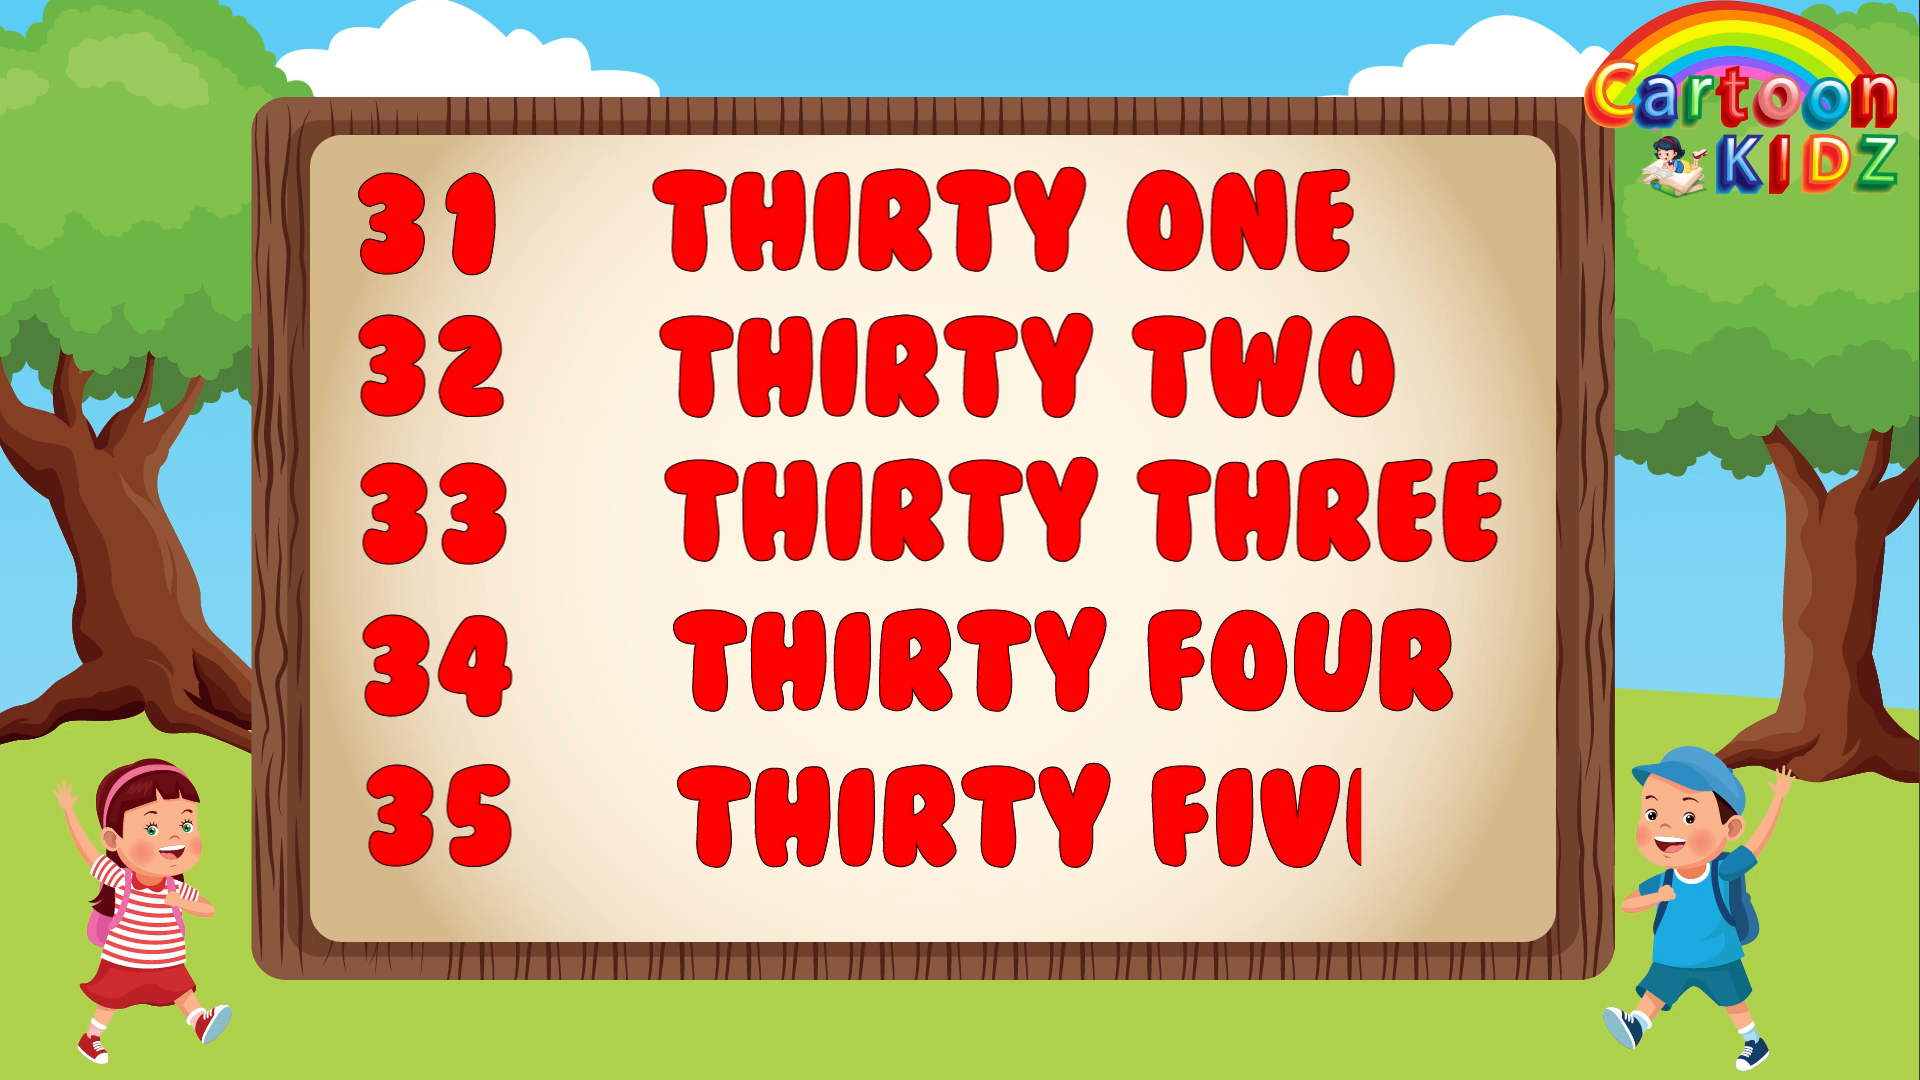 Cartoon
KIDZ
31 THIRTY ONE
32 THIRTY TWO
33 THIRTY THREE
34 THIRTY FOUR
35 THIRTY FIV